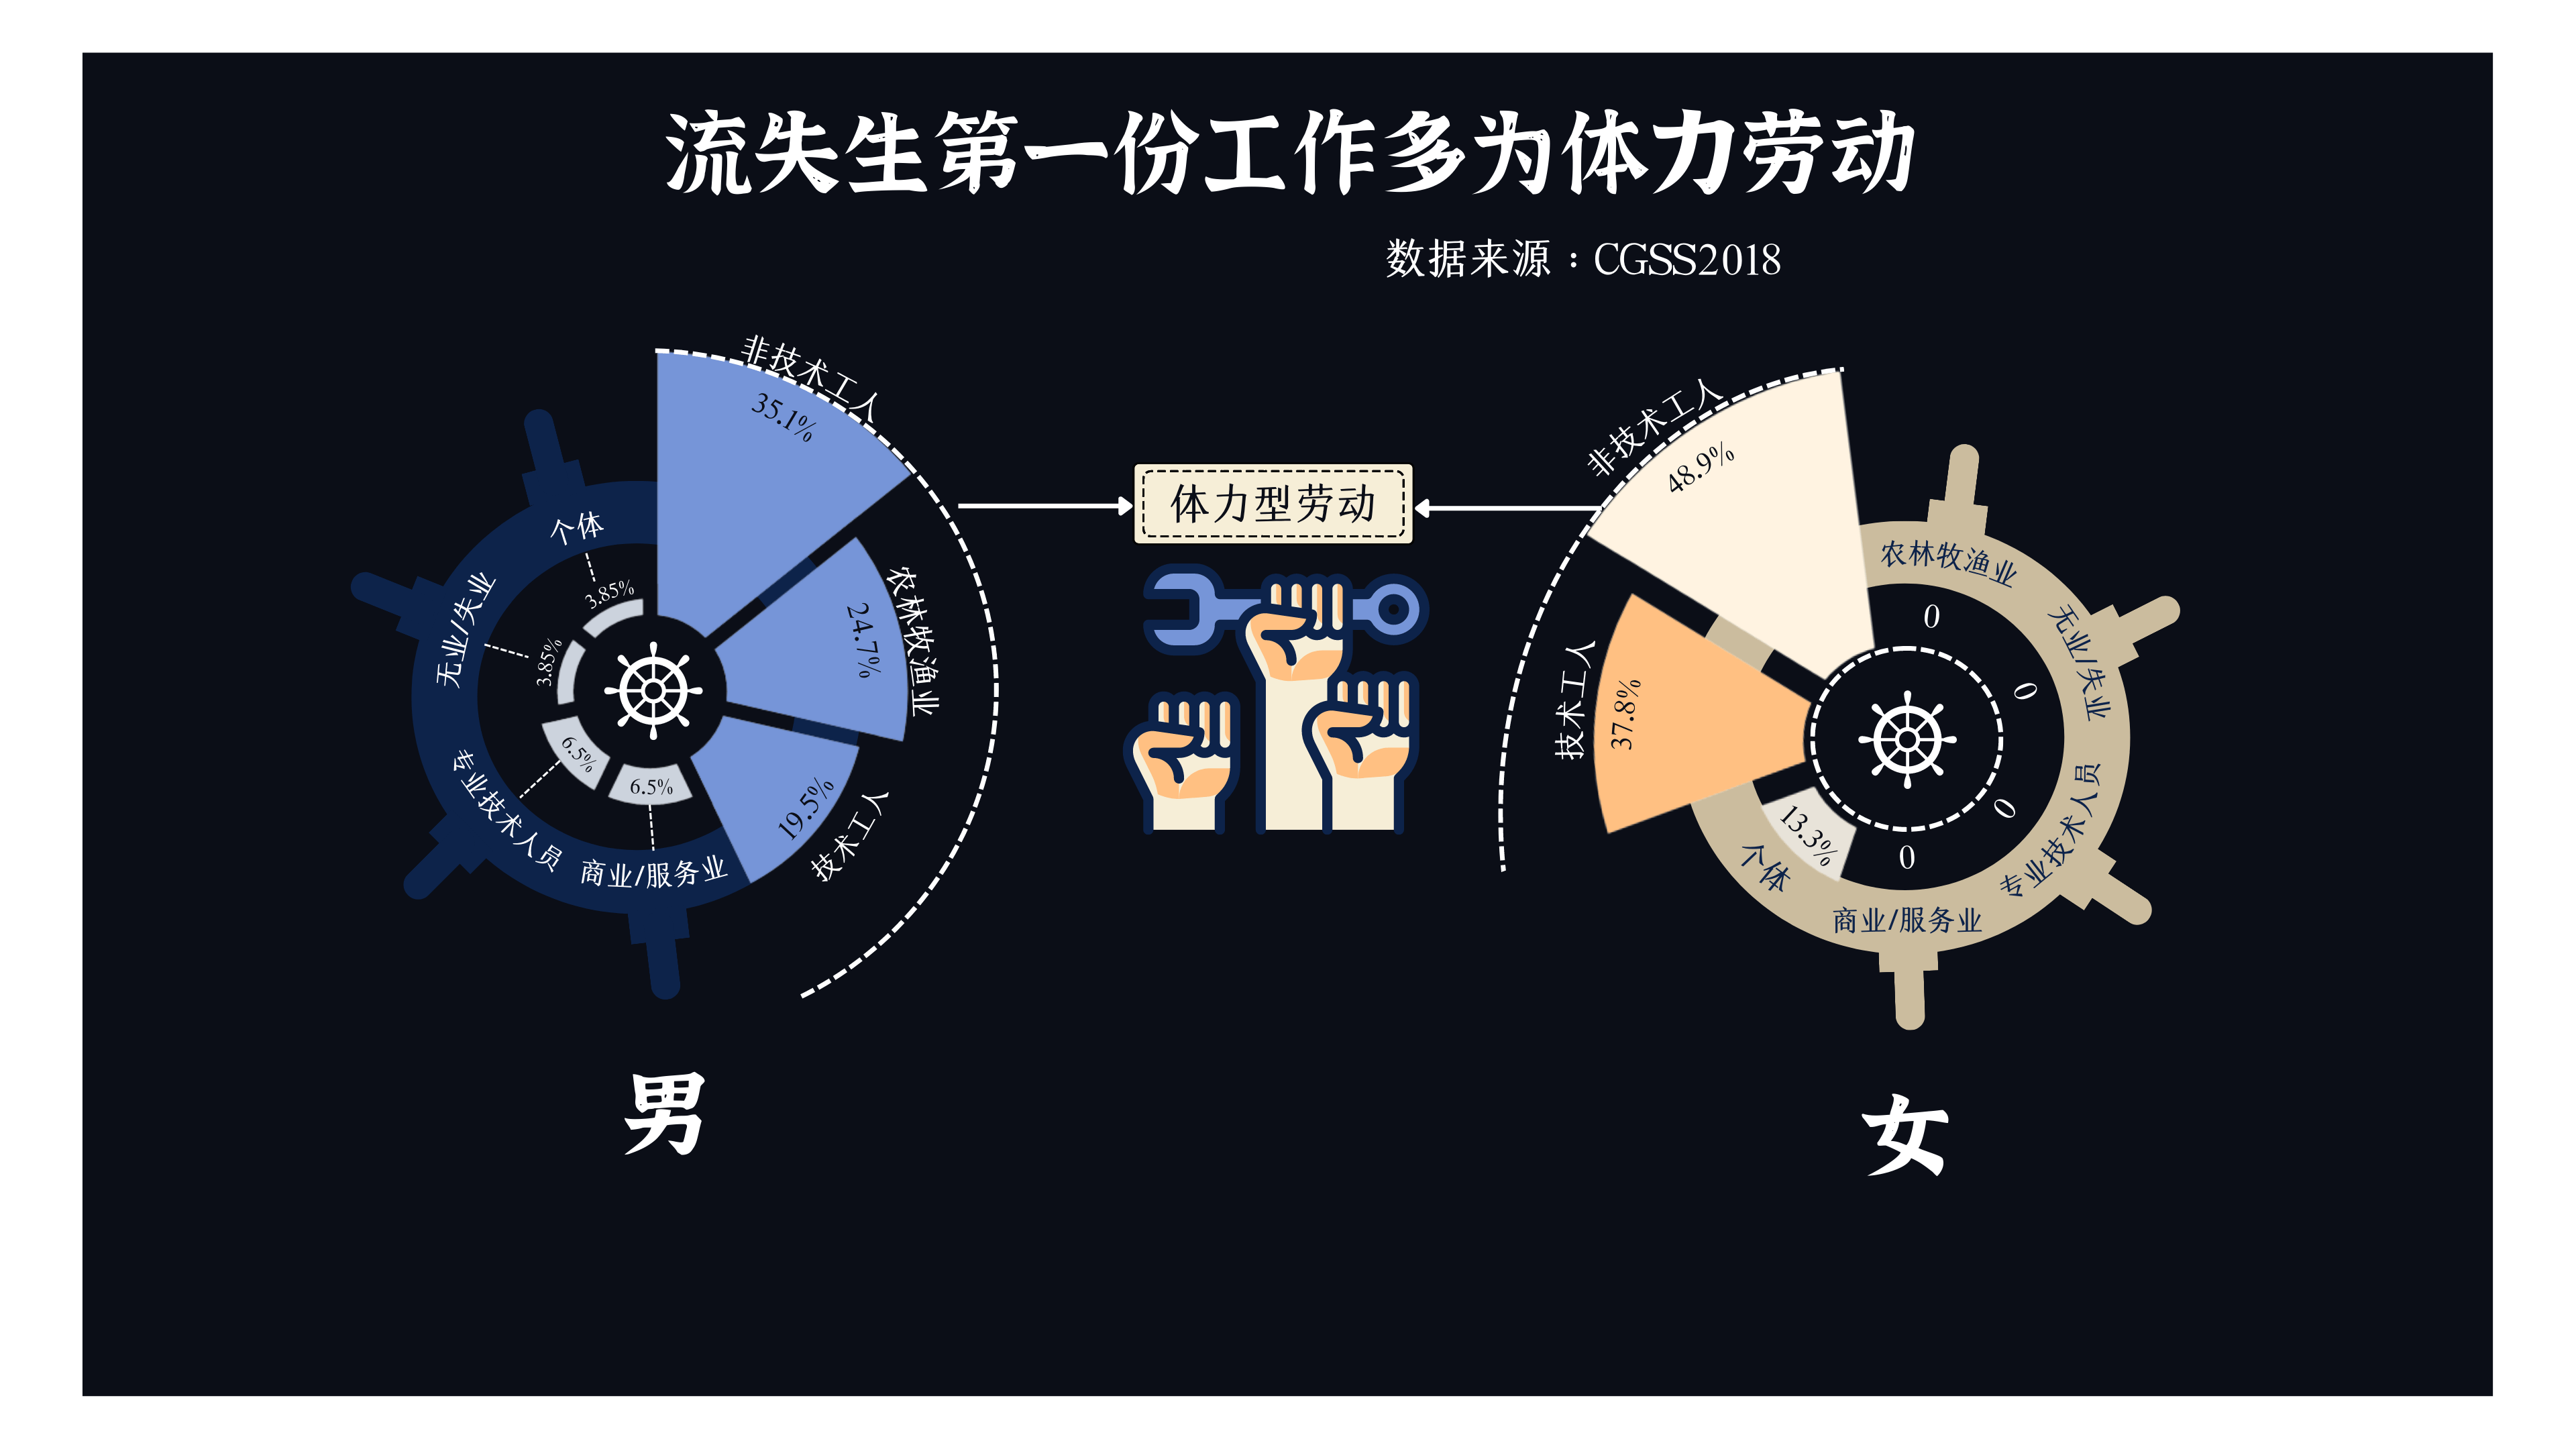 流失生第一份工作多为体力劳动
数据来源：CGSS2018
非技术工人
35.1%
农林牧渔业
24.7%
技术工人
19.5%
商业/服务业
6.5%
专业技术人员
6.5%
无业/失业
3.85%
个体
3.85%
男
体力型劳动
非技术工人
48.9%
技术工人
37.8%
个体
13.3%
商业/服务业
0
专业技术人员
0
无业/失业
0
农林牧渔业
0
女